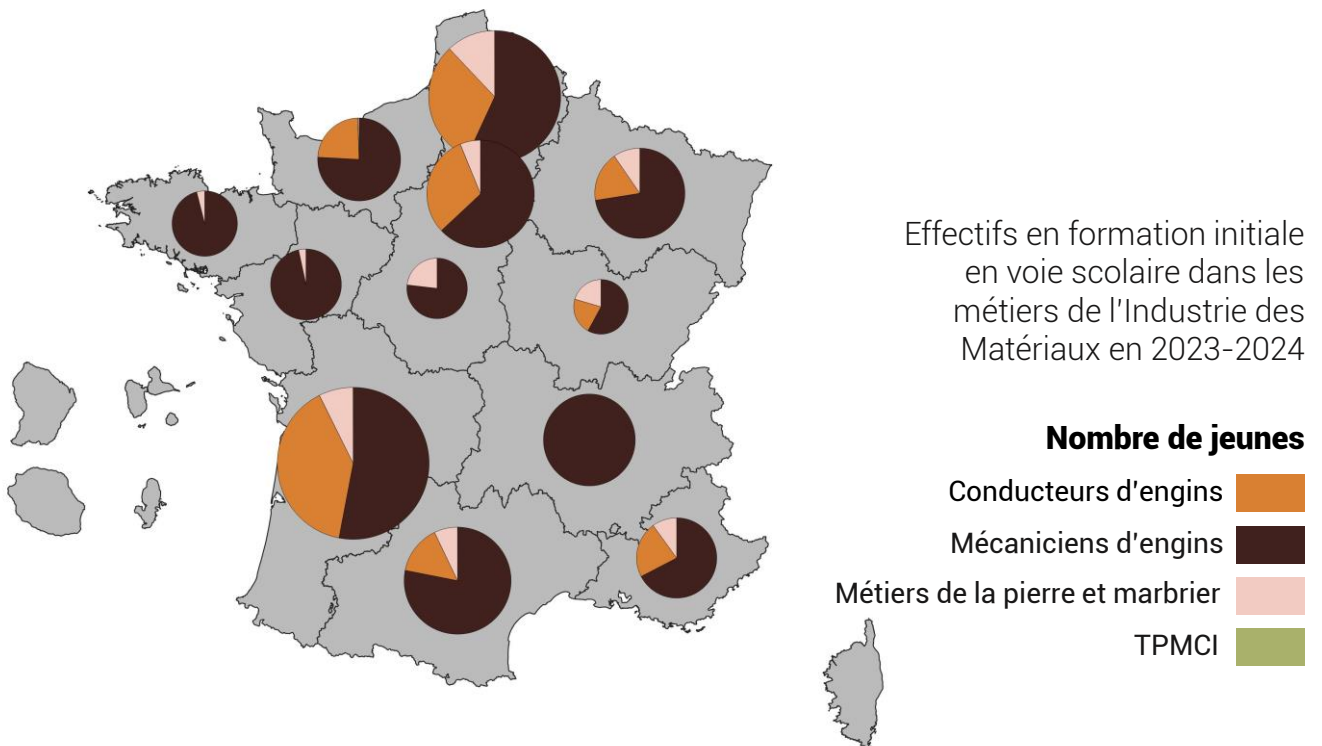 Effectifs en formation initiale
en voie scolaire dans les
métiers de l'Industrie des
Matériaux en 2023-2024
Nombre de jeunes
Conducteurs d'engins
Mécaniciens d'engins
Métiers de la pierre et marbrier
TPMCI